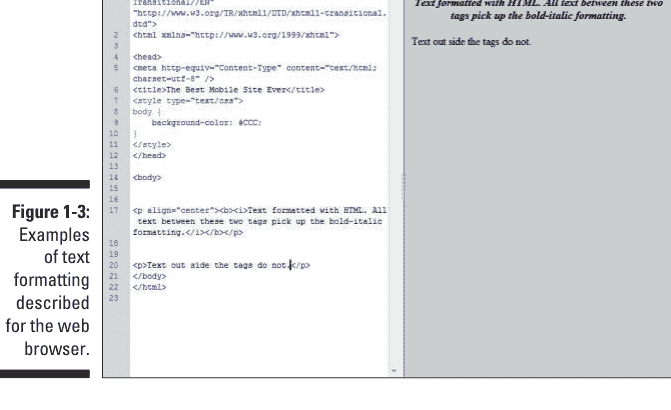 Transitional//EN"
"http://www.w3.org/TR/xhtml1/DTD/xhtml1-transitional.
dtd">
2 <html xmlns="http://www.w3.org/1999/xhtml">
3
4 <head>
5 <meta http-equiv="Content-Type" content="text/html;
charset=utf-8" />
6 <title>The Best Mobile Site Ever</title>
7 <style type="text/css">
8 body {
9 background-color: #CCC;
10 }
11 </style>
12 </head>
13
14 <body>
15
16
17 <p align="center"><b><i>Text formatted with HTML. All
text between these two tags pick up the bold-italic
formatting.</i></b></p>
18
19
20 <p>Text out side the tags do not.</p>
21 </body>
22 </html>
23
Text formatted with HTML. All text between these two
tags pick up the bold-italic formatting.
Text out side the tags do not.
Figure 1-3:
Examples
of text
formatting
described
for the web
browser.